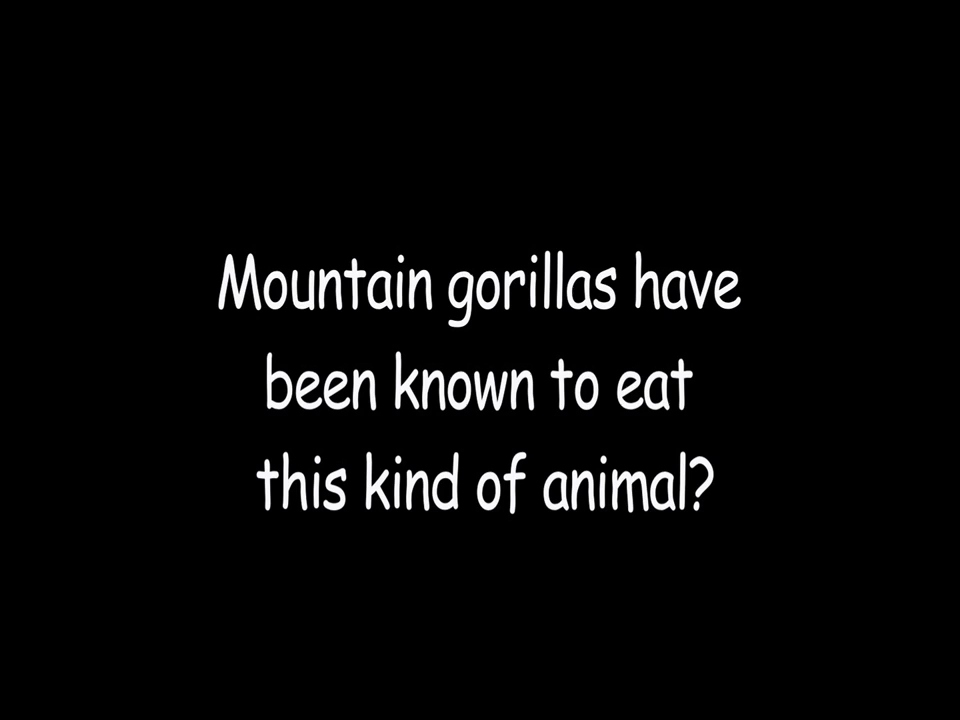 Mountain gorillas have
been known to eat
this kind of animal?